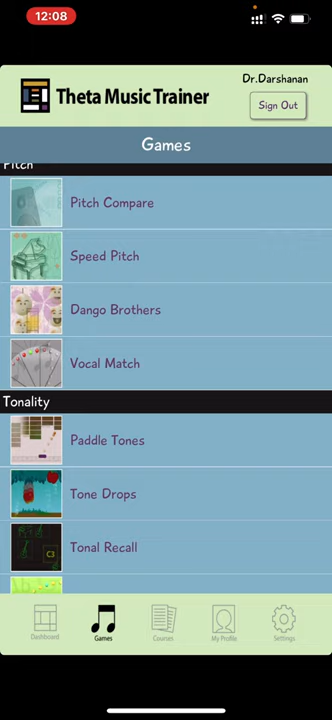 12:08
Dr.Darshanan
Theta Music Trainer
Sign Out
Games
Pitch
Pitch Compare
Speed Pitch
Dango Brothers
Vocal Match
Tonality
Paddle Tones
Tone Drops
Tonal Recall
C3
Dashboard
Games
Courses
My Profile
Settings